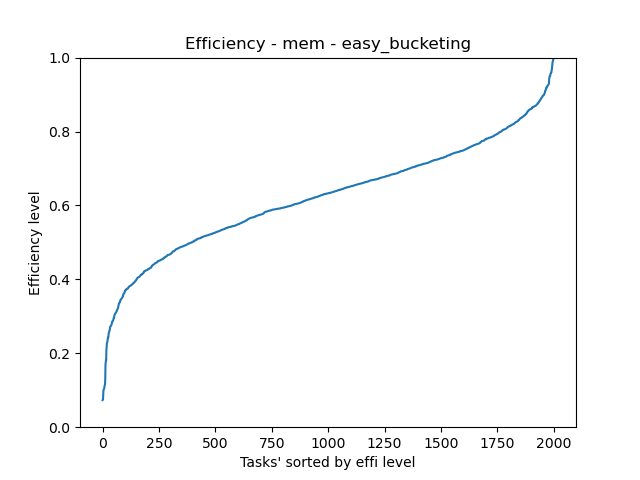 Efficiency - mem - easy_bucketing
1.0
0.8
0.6
0.4
0.2
0.0
Efficiency level
0 250 500 750 1000 1250 1500 1750 2000
Tasks' sorted by effi level